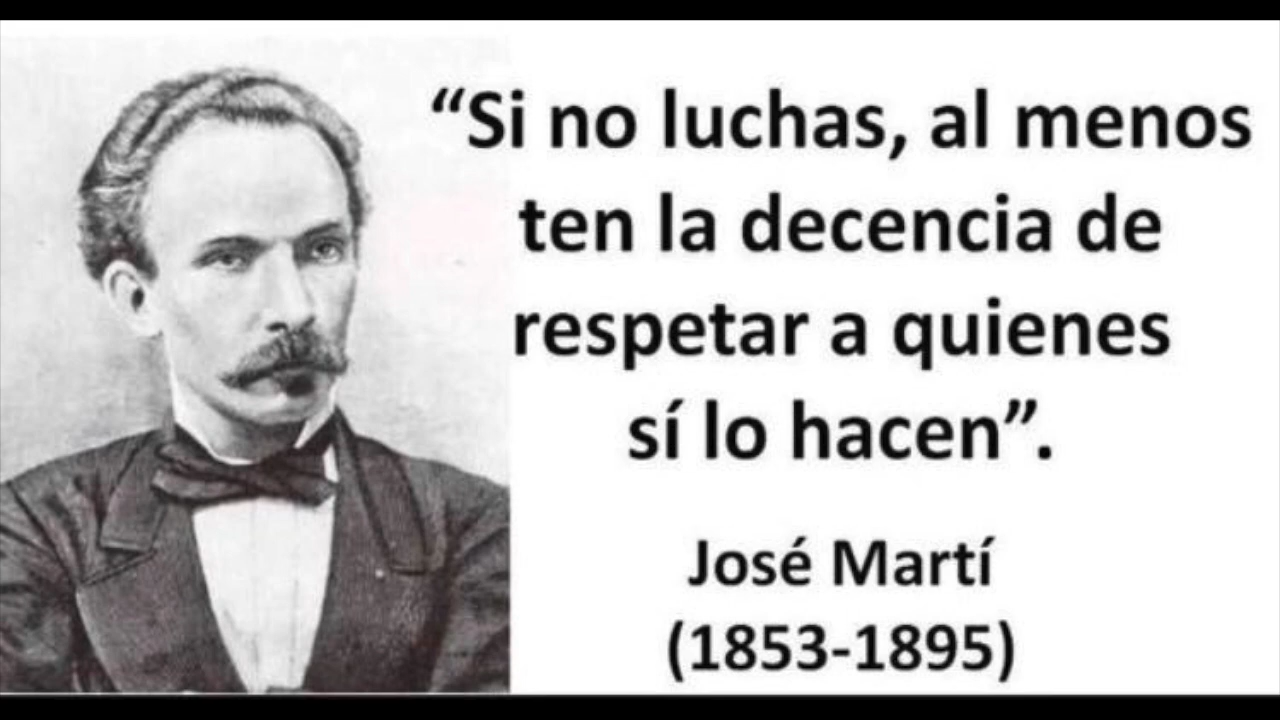 “Si no luchas, al menos
ten la decencia de
respetar a quienes
sí lo hacen”.
José Martí
(1853-1895)